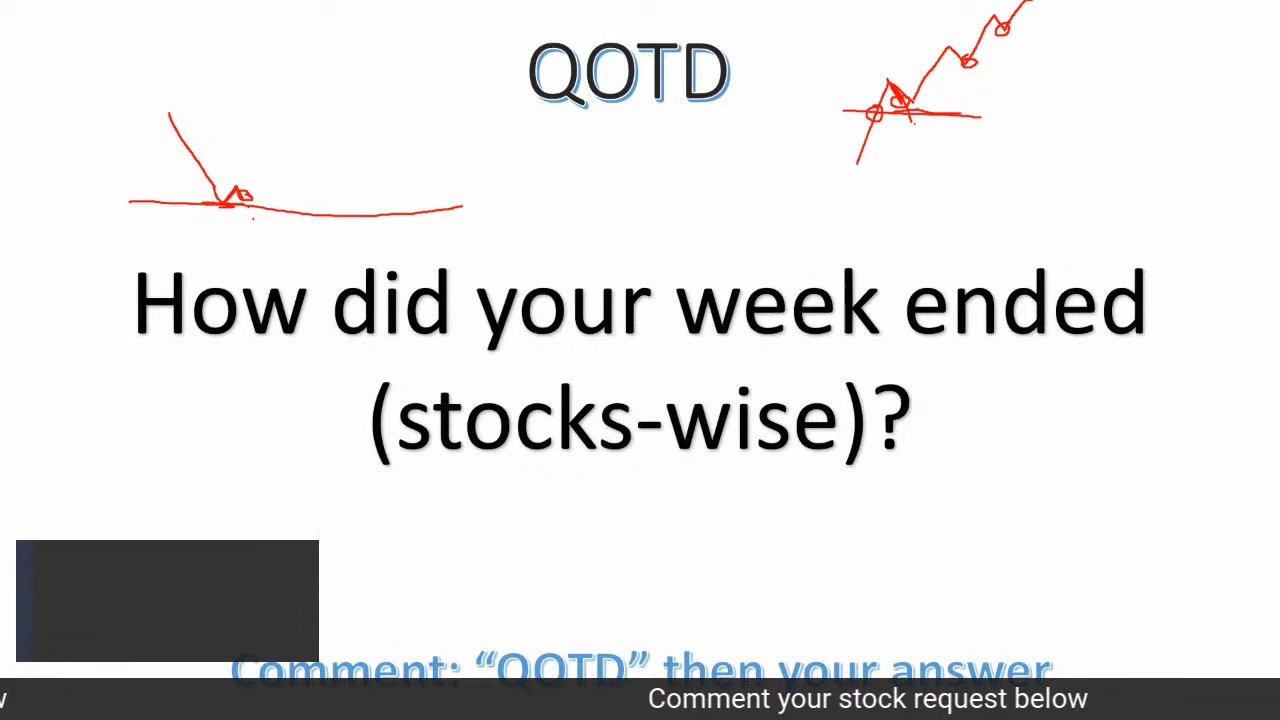 QOTD
How did your week ended
(stocks-wise)?
Comment: “QOTD” then your answer
Comment your stock request below